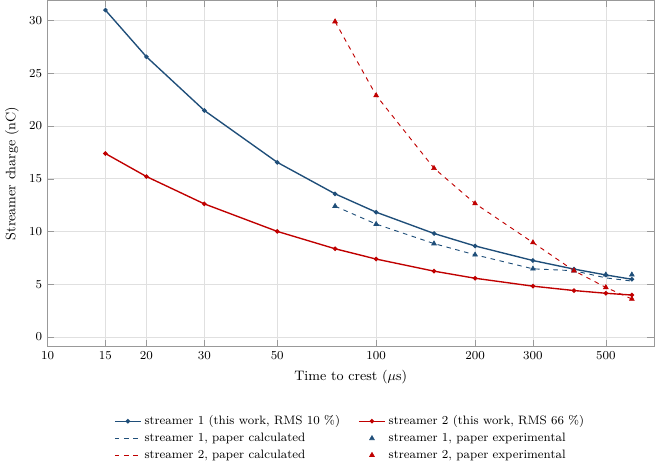 30
25
20
15
10
5
0
Streamer charge (nC)
10 15 20 30 50 100 200 300 500
Time to crest (μs)
streamer 1 (this work, RMS 10 %) streamer 2 (this work, RMS 66 %)
streamer 1, paper calculated streamer 1, paper experimental
streamer 2, paper calculated streamer 2, paper experimental